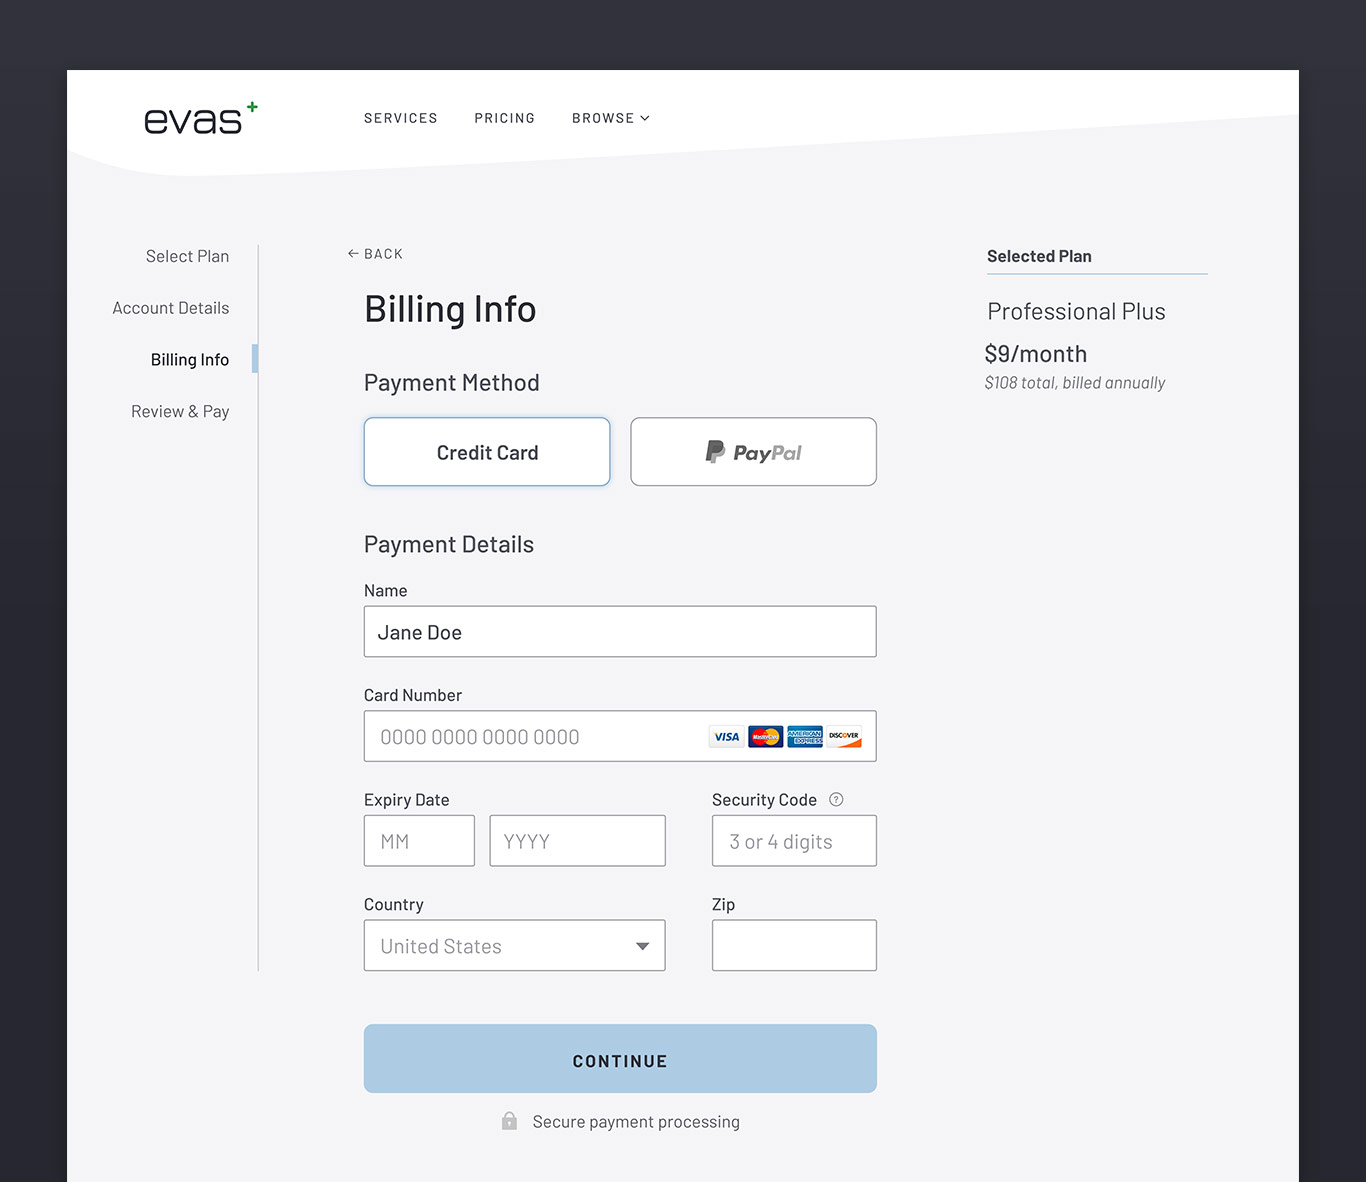 evas+
SERVICES PRICING BROWSE
Select Plan
Account Details
Billing Info
Review & Pay
← BACK
Billing Info
Payment Method
Credit Card
PayPal
Payment Details
Name
Jane Doe
Card Number
0000 0000 0000 0000
VISA MasterCard AMERICAN EXPRESS DISCOVER
Expiry Date
MM YYYY
Security Code ?
3 or 4 digits
Country
United States
Zip
CONTINUE
Secure payment processing
Selected Plan
Professional Plus
$9/month
$108 total, billed annually